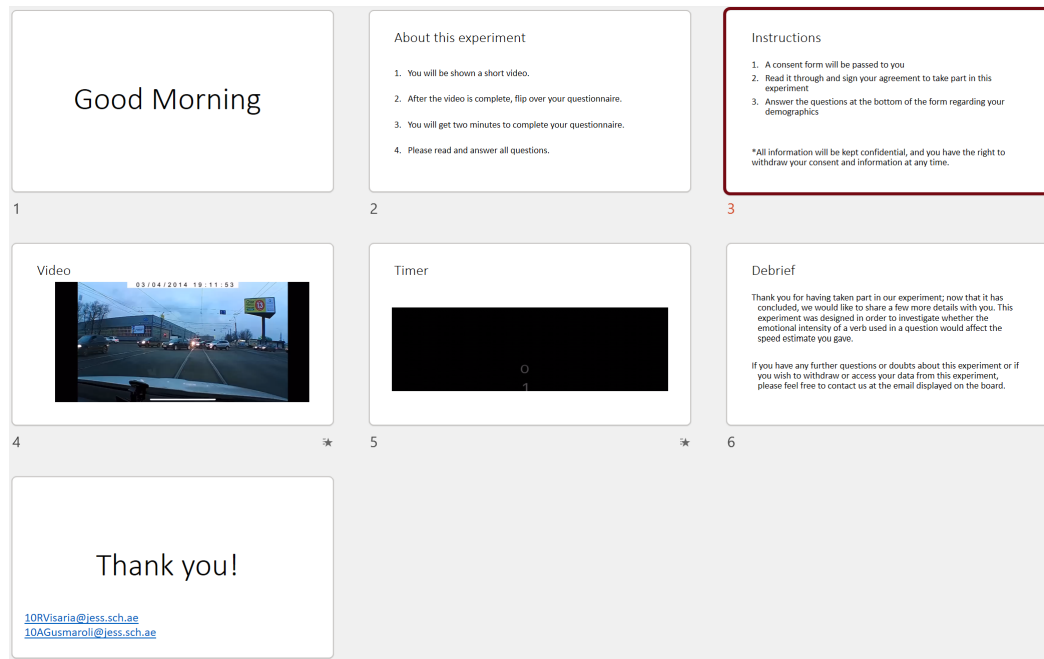 Good Morning
1
About this experiment
1. You will be shown a short video.
2. After the video is complete, flip over your questionnaire.
3. You will get two minutes to complete your questionnaire.
4. Please read and answer all questions.
2
Instructions
1. A consent form will be passed to you
2. Read it through and sign your agreement to take part in this
experiment
3. Answer the questions at the bottom of the form regarding your
demographics
*All information will be kept confidential, and you have the right to
withdraw your consent and information at any time.
3
Video
03/04/2014 19:11:53
4
Timer
0
1
5
Debrief
Thank you for having taken part in our experiment; now that it has
concluded, we would like to share a few more details with you. This
experiment was designed in order to investigate whether the
emotional intensity of a verb used in a question would affect the
speed estimate you gave.
If you have any further questions or doubts about this experiment or if
you wish to withdraw or access your data from this experiment,
please feel free to contact us at the email displayed on the board.
6
Thank you!
10RVisaria@jess.sch.ae
10AGusmaroli@jess.sch.ae